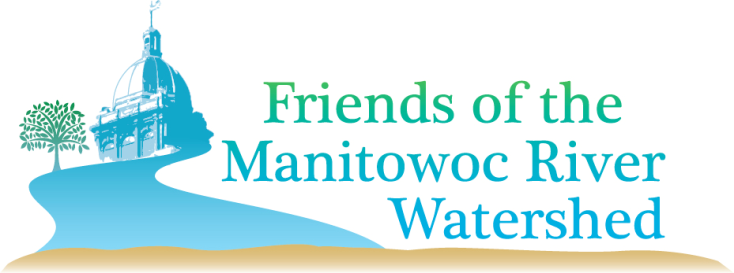 Friends of the
Manitowoc River
Watershed